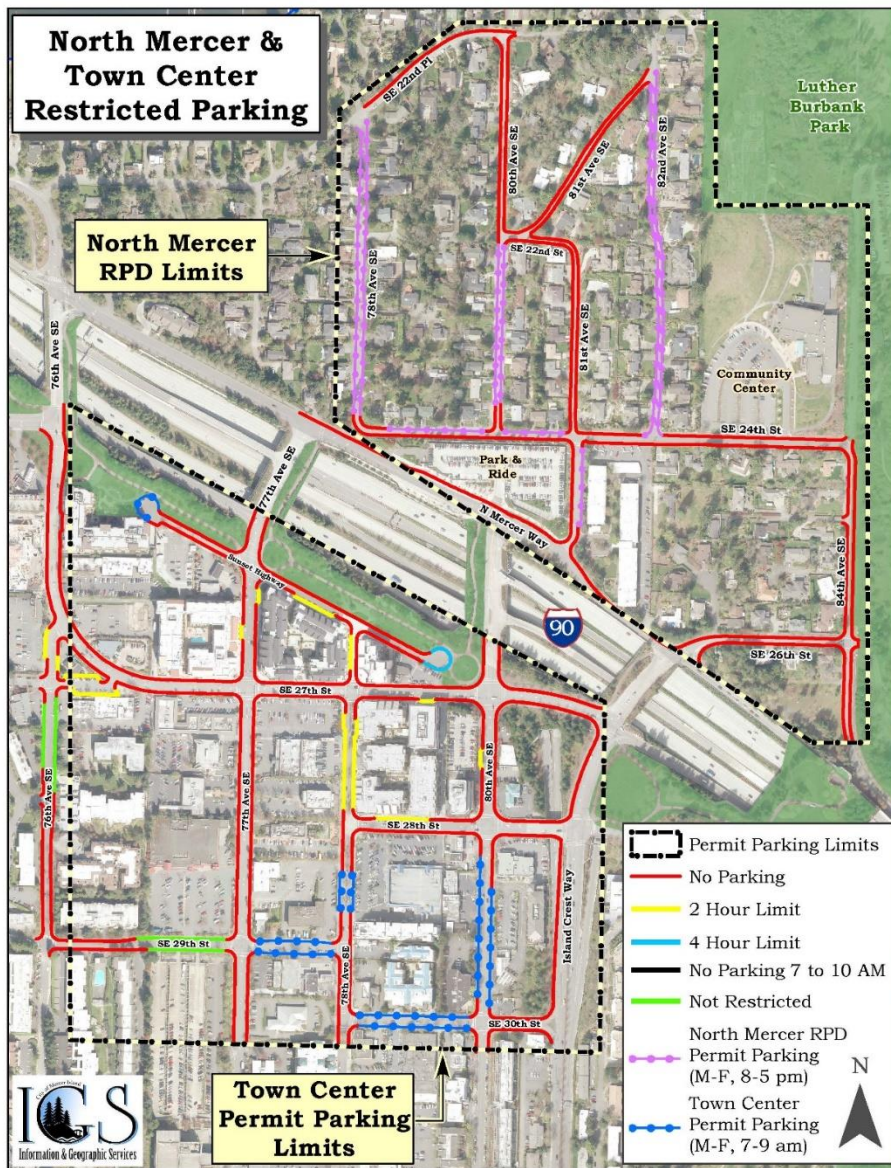 North Mercer &
Town Center
Restricted Parking
Luther
Burbank
Park
SE 22nd Pl
80th Ave SE
81st Ave SE
82nd Ave SE
North Mercer
RPD Limits
78th Ave SE
SE 22nd St
81st Ave SE
76th Ave SE
Community
Center
SE 24th St
77th Ave SE
Park &
Ride
N Mercer Way
Sunset Highway
90
84th Ave SE
SE 26th St
SE 27th St
76th Ave SE
77th Ave SE
80th Ave SE
SE 28th St
Island Crest Way
SE 29th St
78th Ave SE
SE 30th St
Permit Parking Limits
No Parking
2 Hour Limit
4 Hour Limit
No Parking 7 to 10 AM
Not Restricted
North Mercer RPD
Permit Parking
(M-F, 8-5 pm)
Town Center
Permit Parking
(M-F, 7-9 am)
N
Town Center
Permit Parking
Limits
City of Mercer Island
IGS
Information & Geographic Services